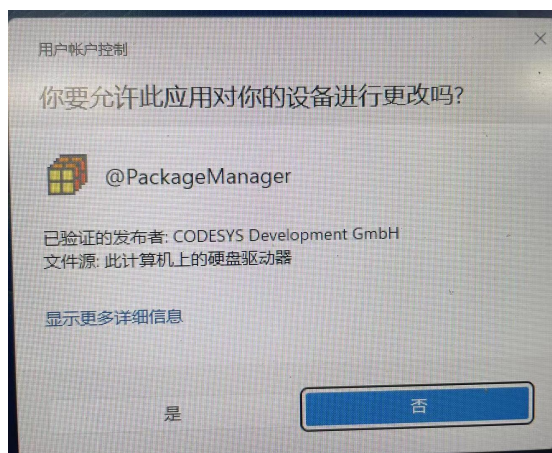 用户帐户控制
你要允许此应用对你的设备进行更改吗?
@PackageManager
已验证的发布者: CODESYS Development GmbH
文件源: 此计算机上的硬盘驱动器
显示更多详细信息
是
否